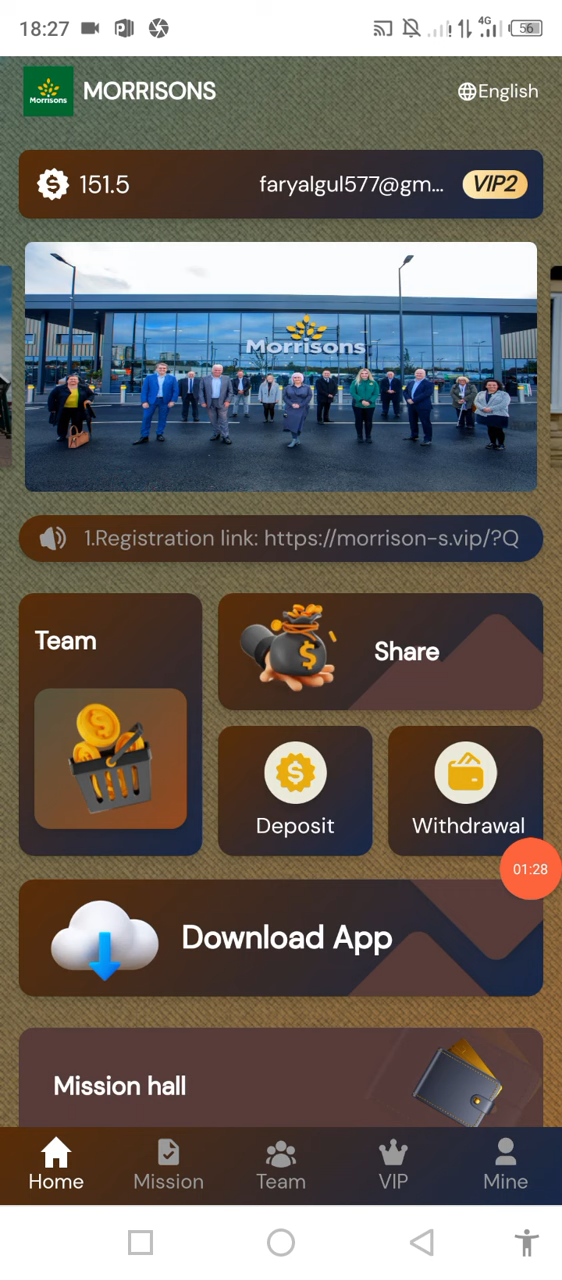 18:27
4G
56
Morrisons
MORRISONS
English
151.5
faryalgul577@gm...
VIP2
Morrisons
1.Registration link: https://morrison-s.vip/?Q
Team
Share
Deposit
Withdrawal
01:28
Download App
Mission hall
Home
Mission
Team
VIP
Mine